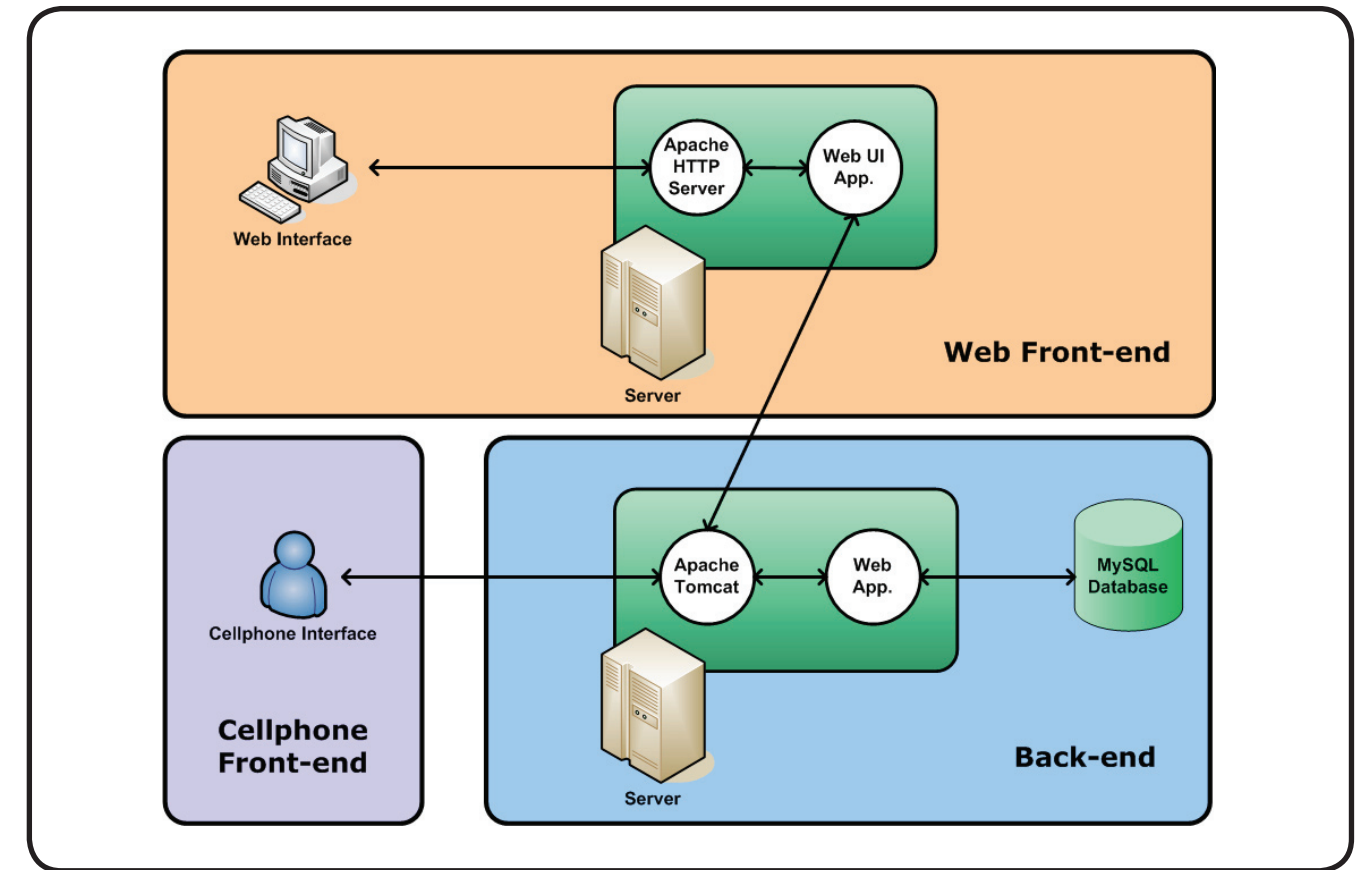 Apache
HTTP
Server
Web UI
App.
Web Interface
Server
Web Front-end
Apache
Tomcat
Web
App.
MySQL
Database
Cellphone Interface
Cellphone
Front-end
Server
Back-end